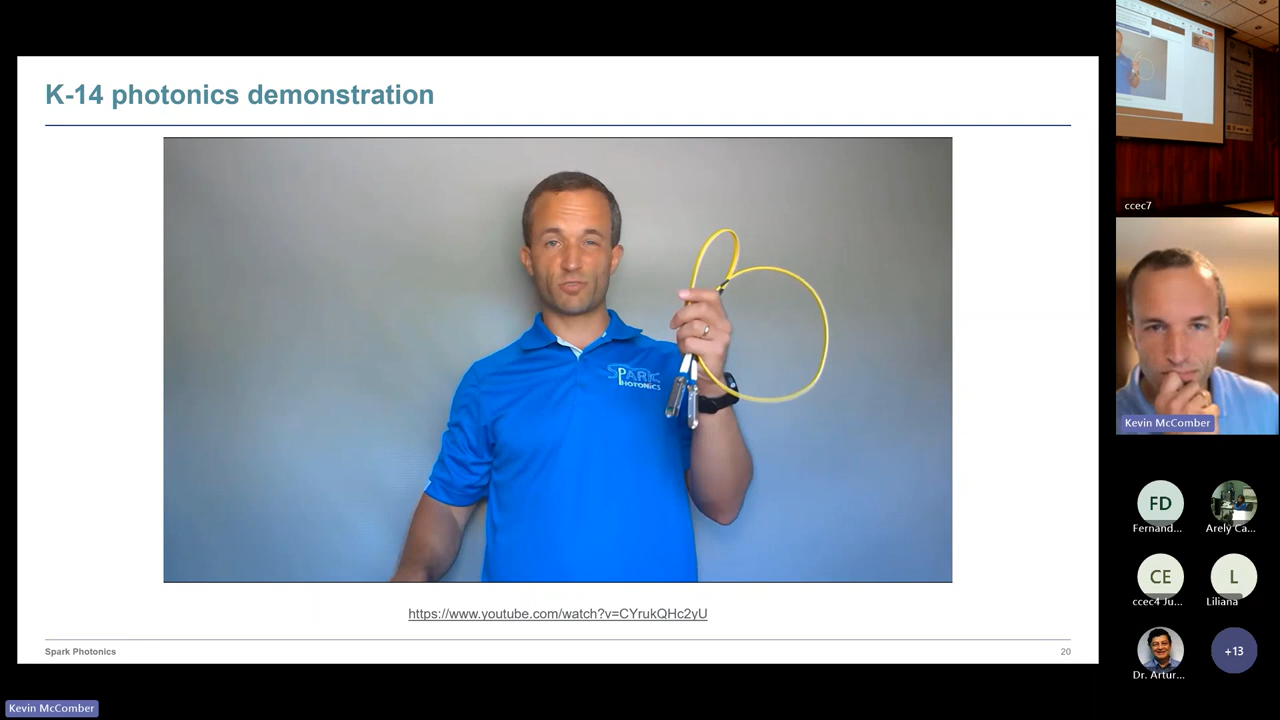 K-14 photonics demonstration
SPARK
PHOTONICS
https://www.youtube.com/watch?v=CYrukQHc2yU
Spark Photonics
20
Kevin McComber
ccec7
Kevin McComber
FD
Fernand...
Arely Ca...
CE
ccec4 Ju...
L
Liliana
Dr. Artur...
+13